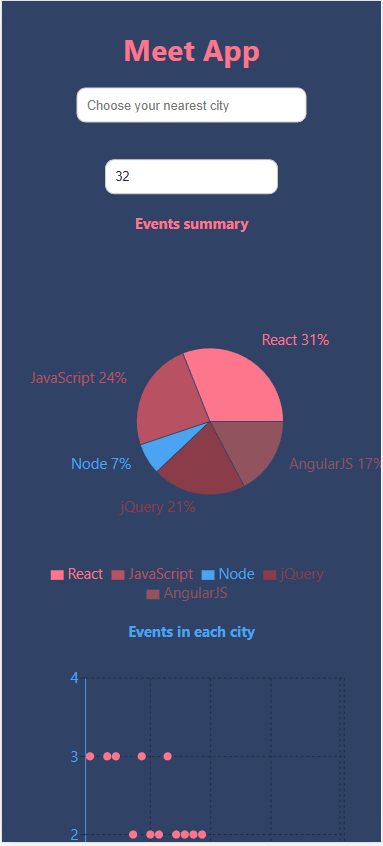 Meet App
Choose your nearest city
32
Events summary
React 31%
JavaScript 24%
Node 7%
AngularJS 17%
jQuery 21%
React JavaScript Node jQuery
AngularJS
Events in each city
4
3
2